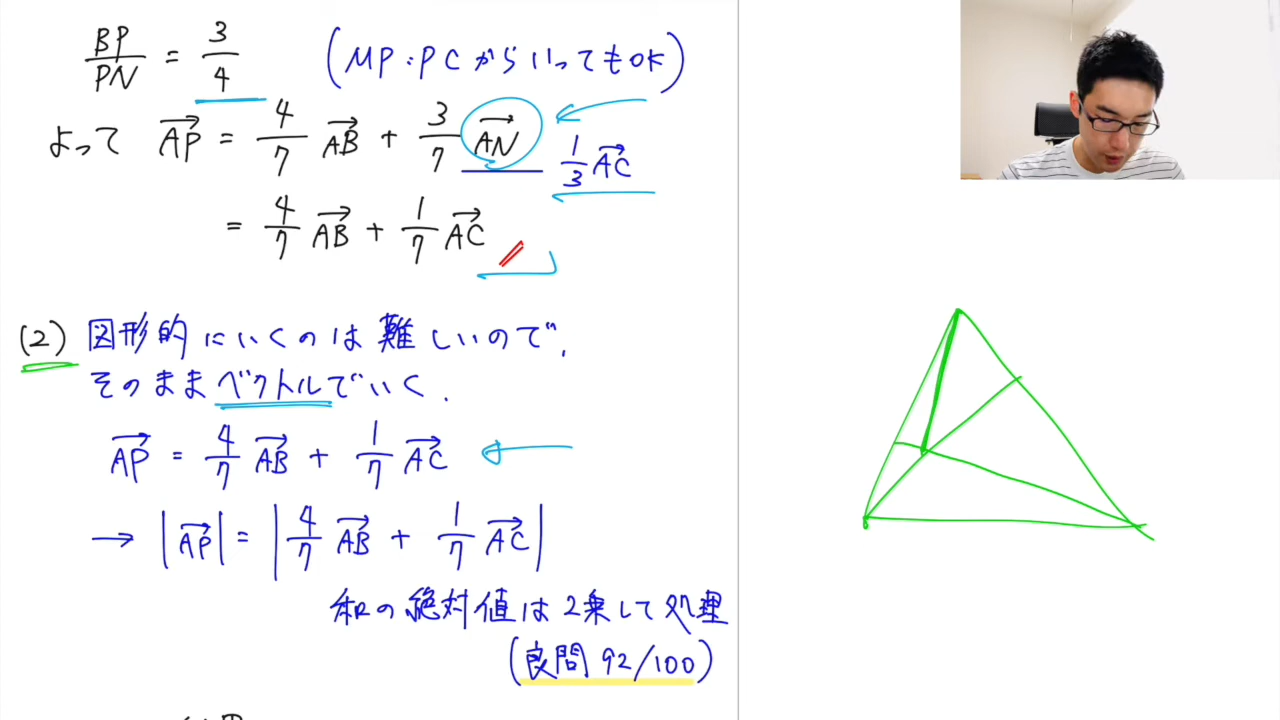 BP/PN = 3/4 (MP:PCからいってもOK)
よって AP→ = 4/7 AB→ + 3/7 AN→ 1/3 AC→
= 4/7 AB→ + 1/7 AC→
(2) 図形的にいくのは難しいので,
そのままベクトルでいく.
AP→ = 4/7 AB→ + 1/7 AC→
→ |AP→| = |4/7 AB→ + 1/7 AC→|
和の絶対値は2乗して処理
(良問 92/100)